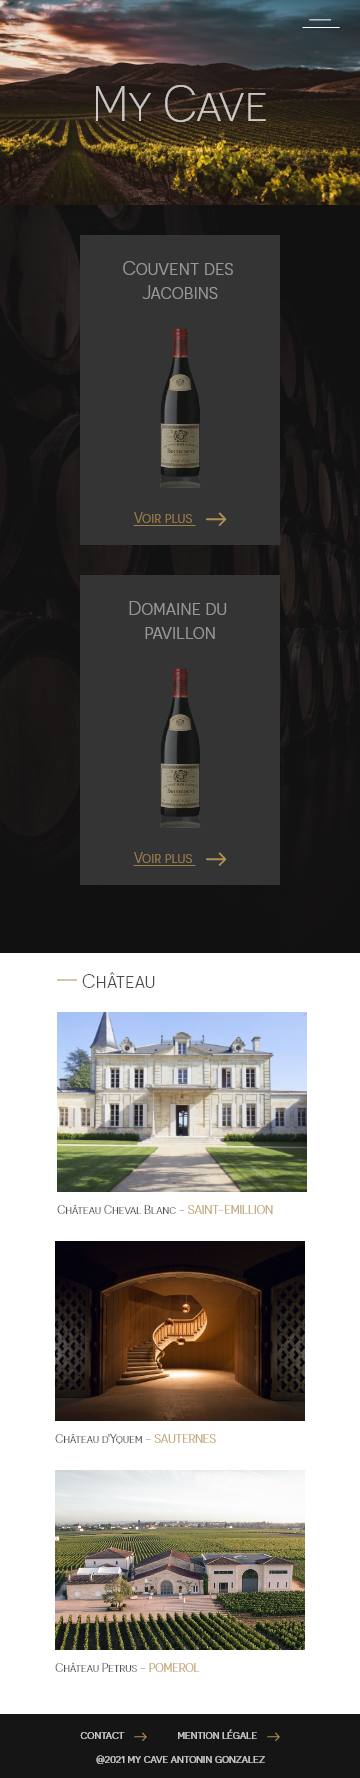 My Cave
Couvent des
Jacobins
Voir plus
Domaine du
pavillon
Voir plus
Château
Château Cheval Blanc - SAINT-EMILLION
Château d'Yquem - SAUTERNES
Château Petrus - POMEROL
CONTACT
MENTION LÉGALE
@2021 MY CAVE ANTONIN GONZALEZ